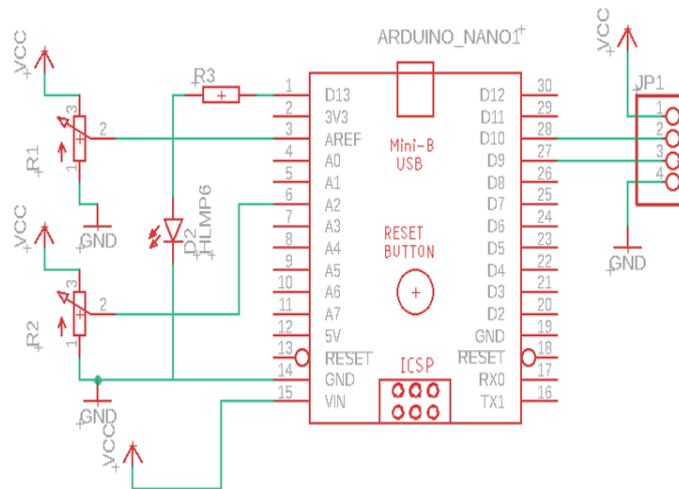 ARDUINO_NANO1
VCC
VCC
JP1
R3
1 D13 D12 30
2 3V3 D11 29
3 AREF D10 28
4 A0 D9 27
5 A1 D8 26
6 A2 D7 25
7 A3 D6 24
8 A4 D5 23
9 A5 D4 22
10 A6 D3 21
11 A7 D2 20
12 5V GND 19
13 RESET RESET 18
14 GND RX0 17
15 VIN TX1 16
Mini-B
USB
RESET
BUTTON
ICSP
1
2
3
4
GND
3
2
1
R1
GND
D2
HLMP6
VCC
3
2
1
R2
GND
VCC